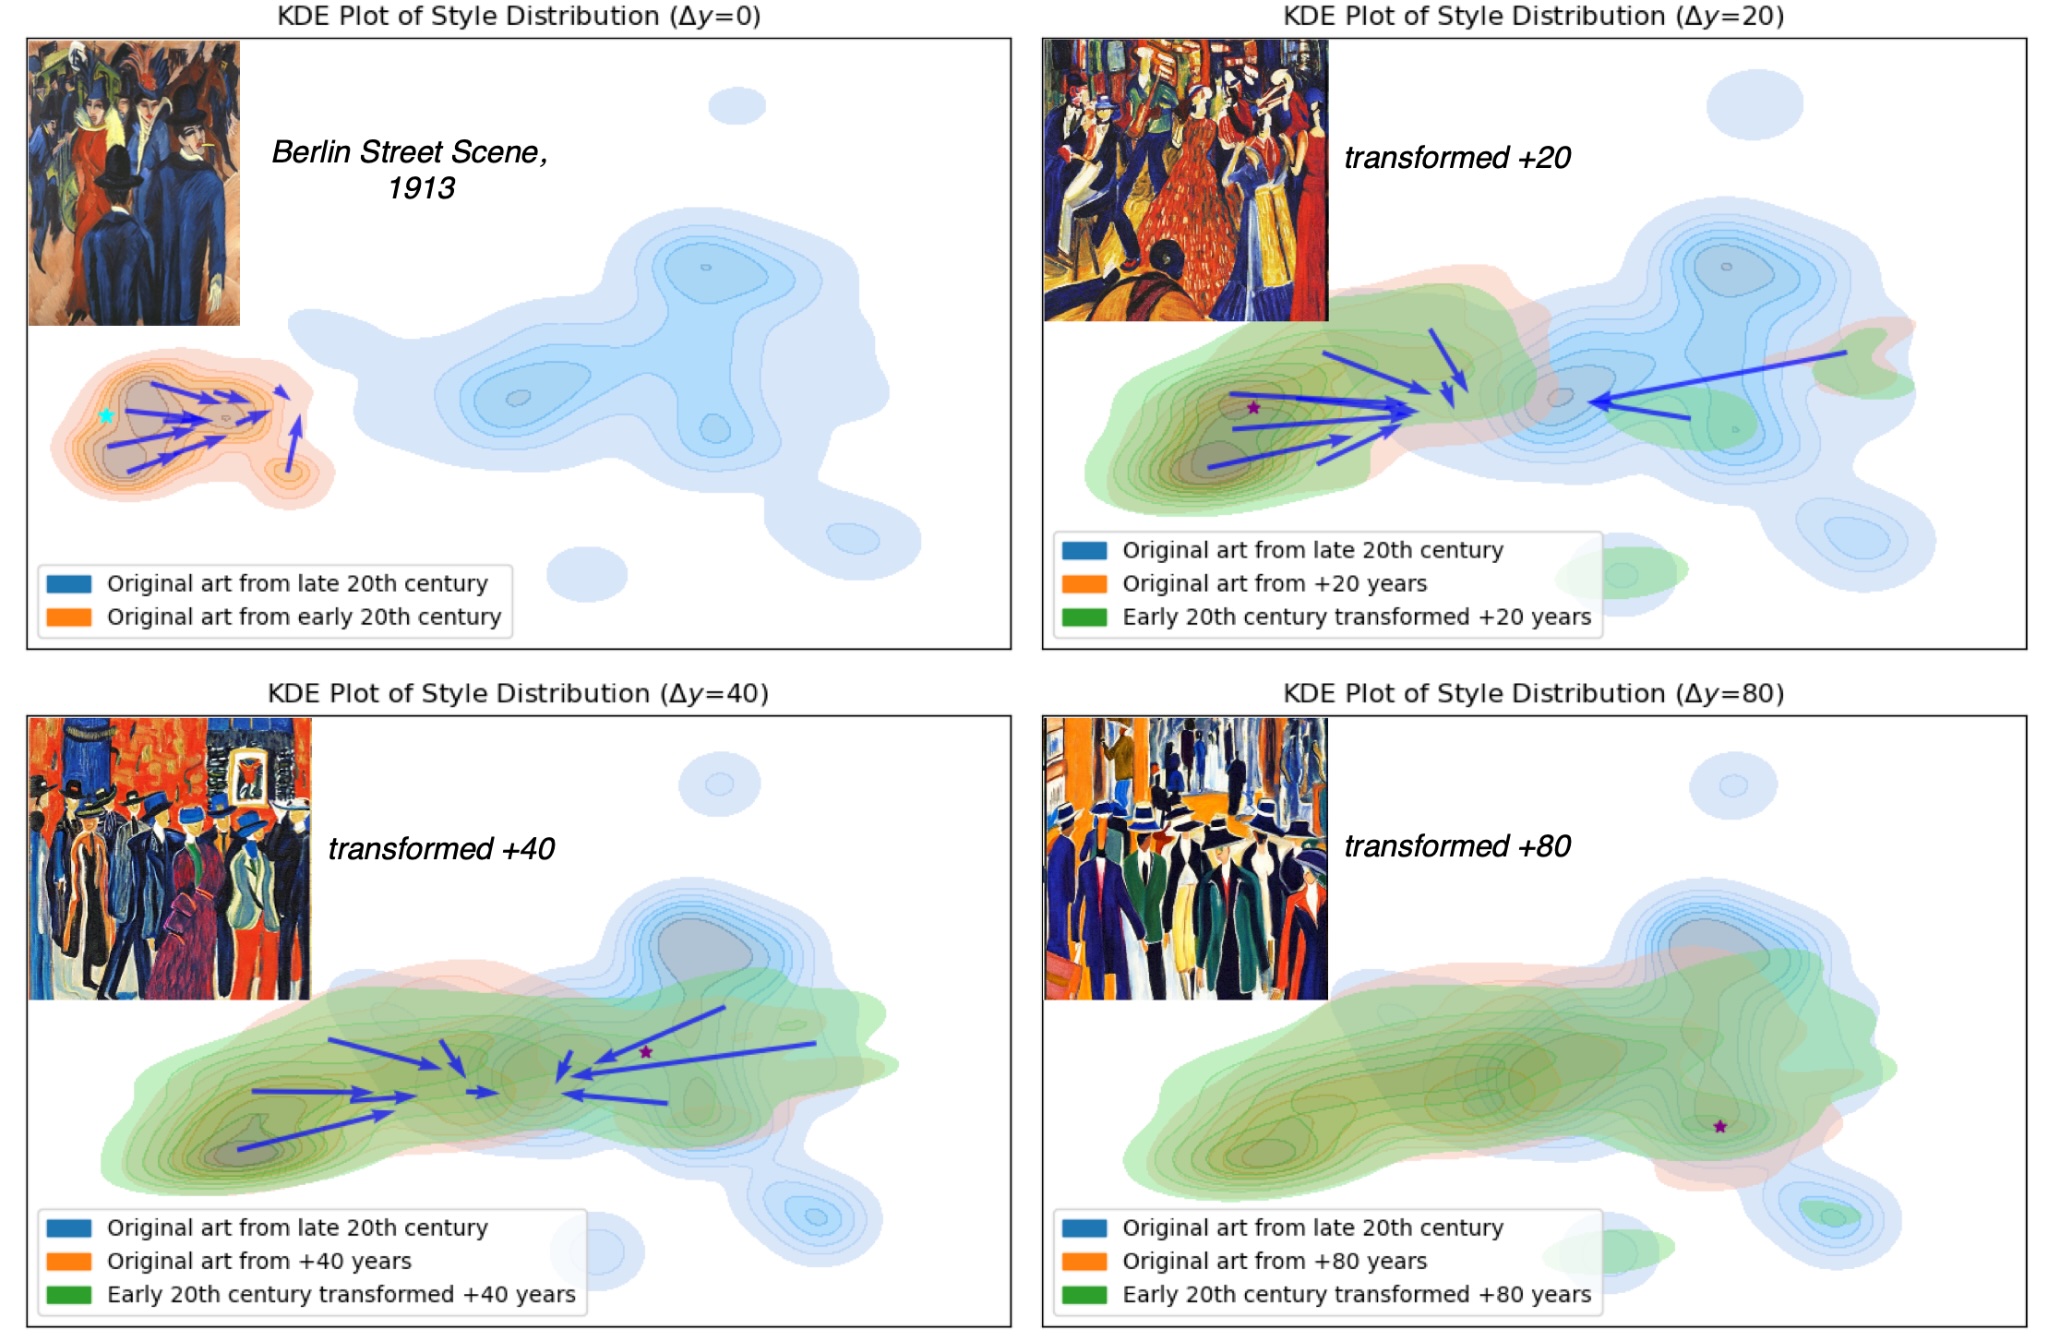 KDE Plot of Style Distribution (Δy=0)
Berlin Street Scene,
1913
Original art from late 20th century
Original art from early 20th century
KDE Plot of Style Distribution (Δy=20)
transformed +20
Original art from late 20th century
Original art from +20 years
Early 20th century transformed +20 years
KDE Plot of Style Distribution (Δy=40)
transformed +40
Original art from late 20th century
Original art from +40 years
Early 20th century transformed +40 years
KDE Plot of Style Distribution (Δy=80)
transformed +80
Original art from late 20th century
Original art from +80 years
Early 20th century transformed +80 years